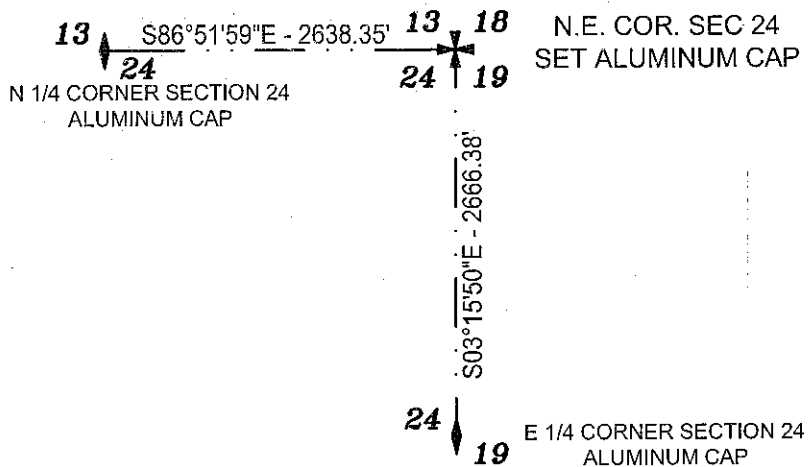 13
S86°51'59"E - 2638.35'
13 18
N.E. COR. SEC 24
SET ALUMINUM CAP
24
24 19
N 1/4 CORNER SECTION 24
ALUMINUM CAP
S03°15'50"E - 2666.38'
24
19
E 1/4 CORNER SECTION 24
ALUMINUM CAP